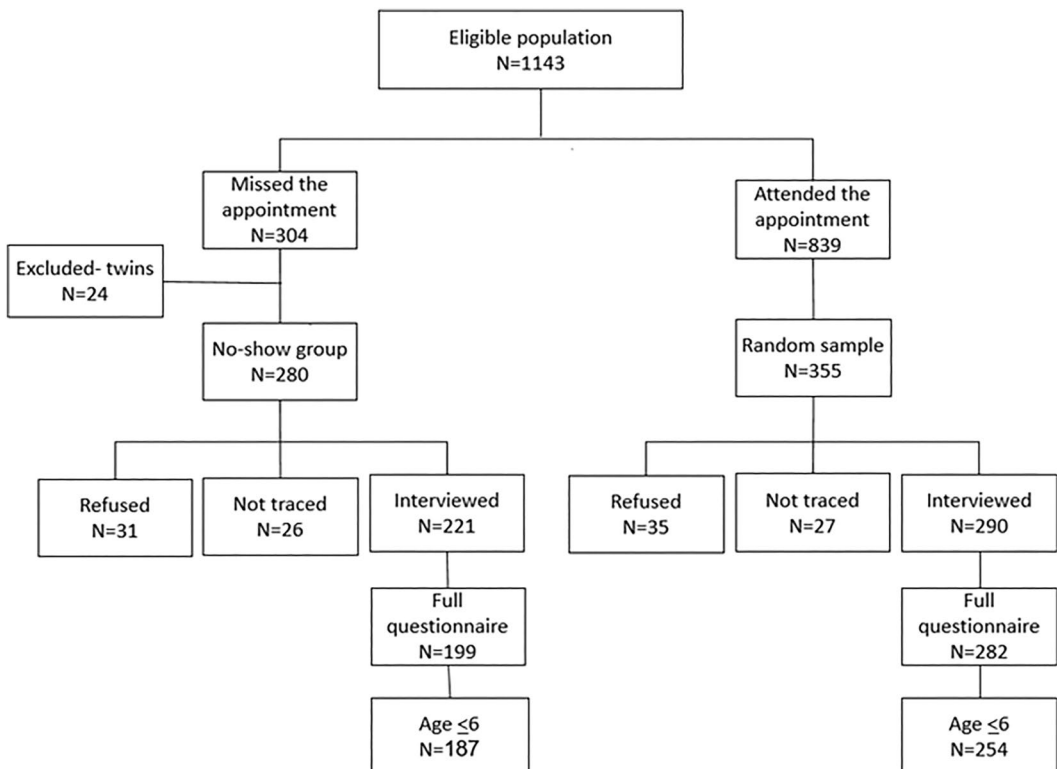 Eligible population
N=1143
Missed the
appointment
N=304
Attended the
appointment
N=839
Excluded- twins
N=24
No-show group
N=280
Random sample
N=355
Refused
N=31
Not traced
N=26
Interviewed
N=221
Refused
N=35
Not traced
N=27
Interviewed
N=290
Full
questionnaire
N=199
Full
questionnaire
N=282
Age ≤6
N=187
Age ≤6
N=254